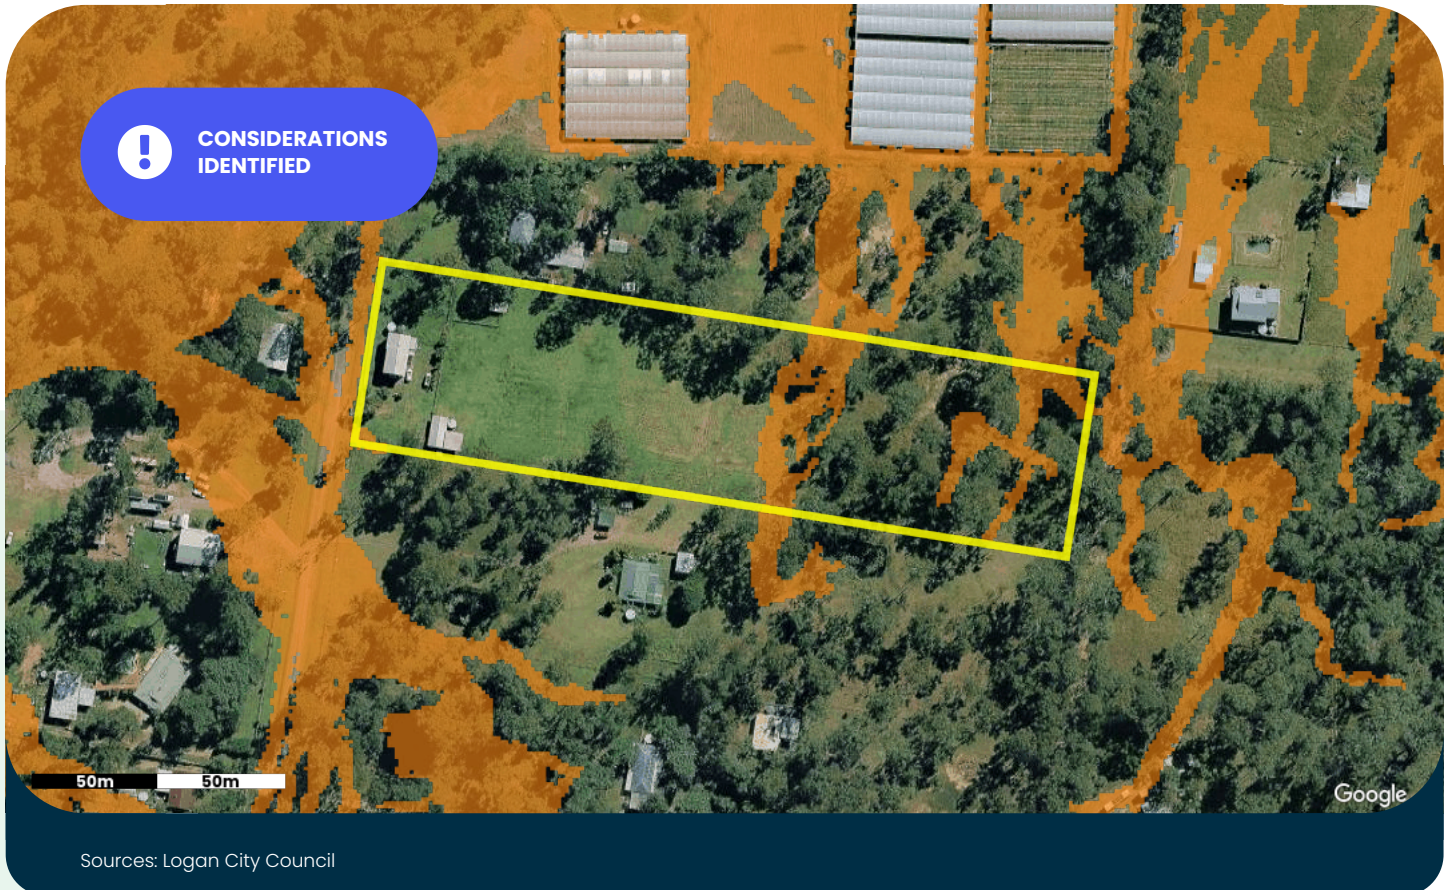 CONSIDERATIONS
IDENTIFIED
50m 50m
Google
Sources: Logan City Council